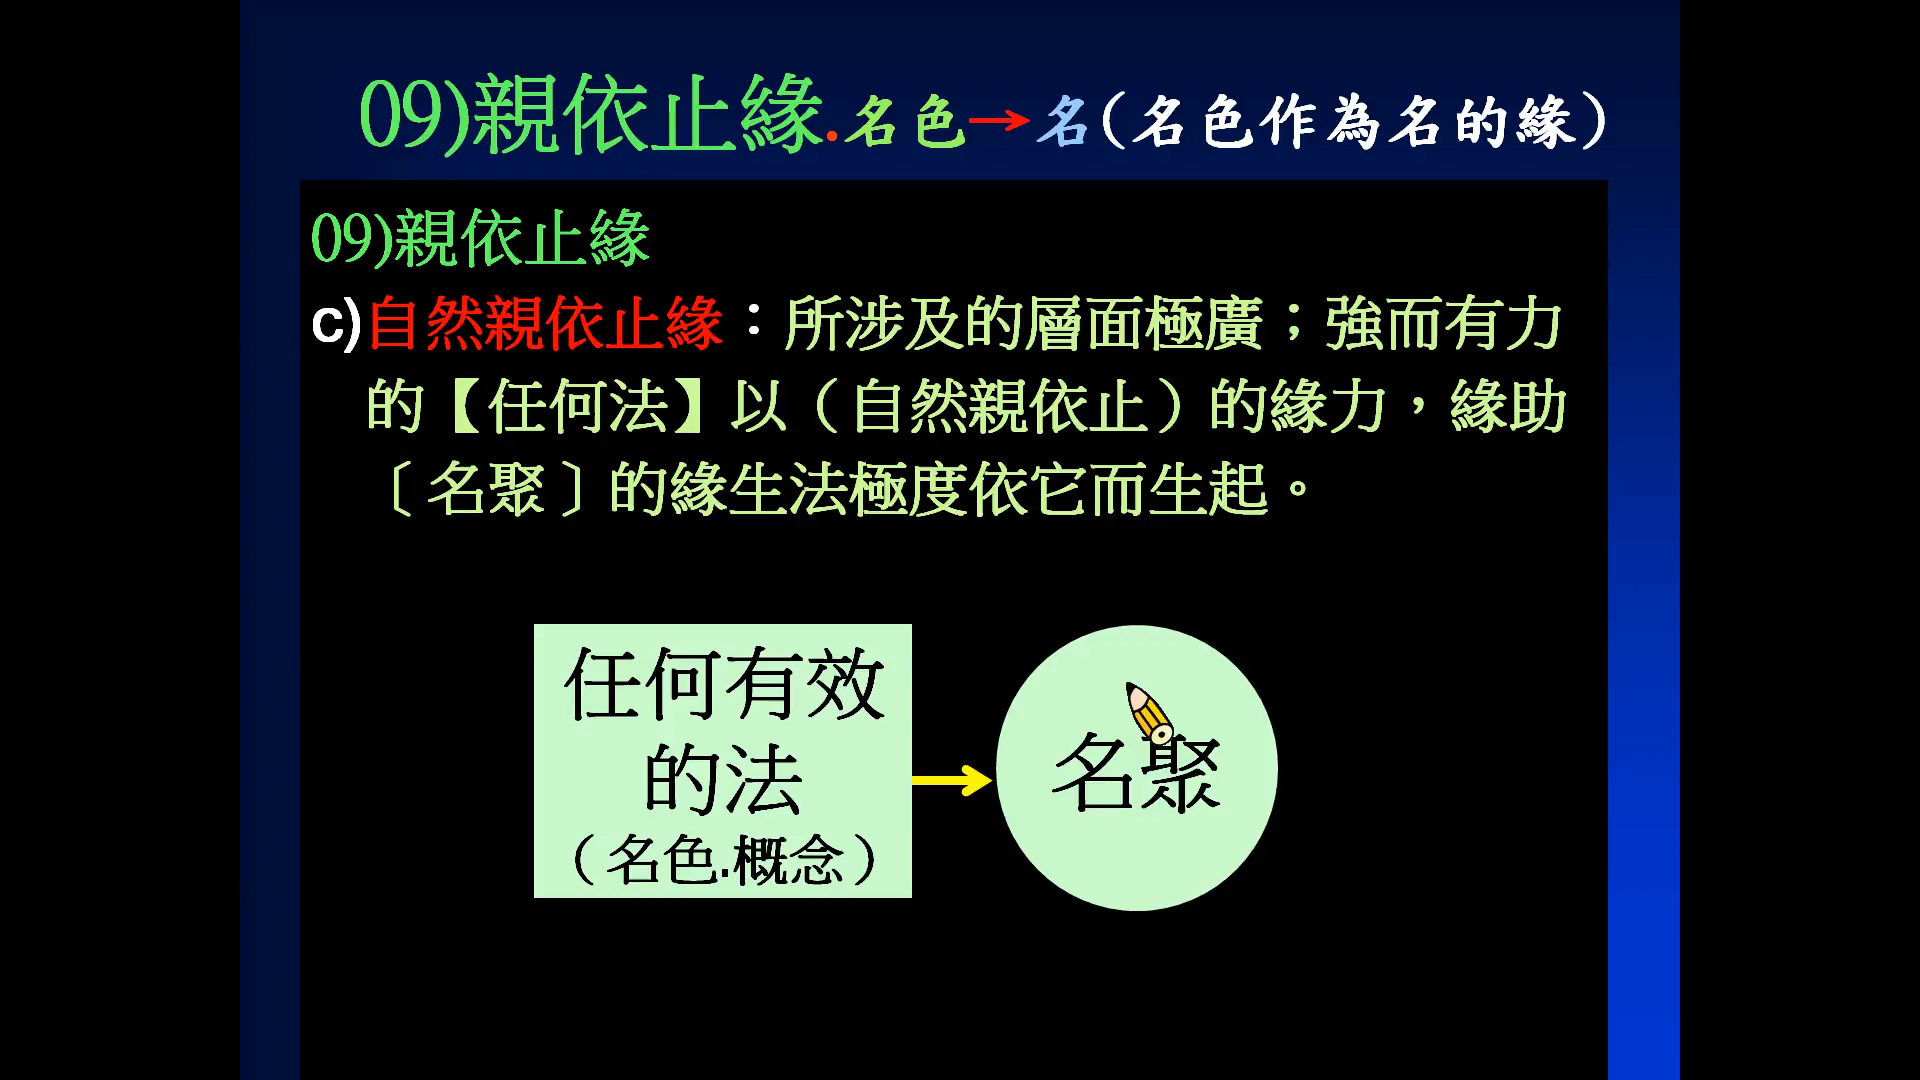 09)親依止緣.名色→名(名色作為名的緣)
09)親依止緣
c)自然親依止緣：所涉及的層面極廣；強而有力
的【任何法】以（自然親依止）的緣力，緣助
〔名聚〕的緣生法極度依它而生起。
任何有效
的法
（名色.概念）
名聚